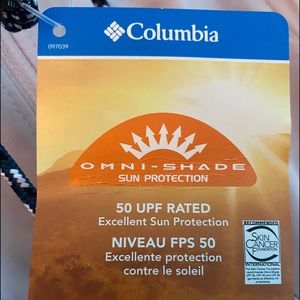 Columbia
097039
OMNI-SHADE
SUN PROTECTION
50 UPF RATED
Excellent Sun Protection
NIVEAU FPS 50
Excellente protection
contre le soleil
RECOMMENDED
SKIN
CANCER
FOUNDATION
INTERNATIONAL